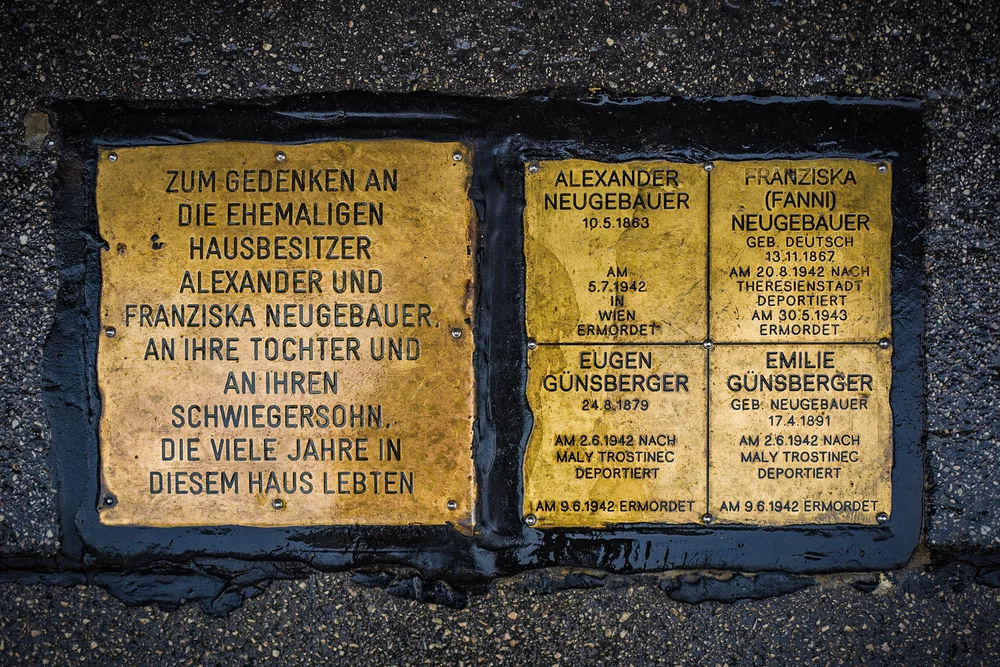 ZUM GEDENKEN AN
DIE EHEMALIGEN
HAUSBESITZER
ALEXANDER UND
FRANZISKA NEUGEBAUER,
AN IHRE TOCHTER UND
AN IHREN
SCHWIEGERSOHN,
DIE VIELE JAHRE IN
DIESEM HAUS LEBTEN
ALEXANDER
NEUGEBAUER
10.5.1863
AM
5.7.1942
IN
WIEN
ERMORDET
FRANZISKA
(FANNI)
NEUGEBAUER
GEB. DEUTSCH
13.11.1867
AM 20.8.1942 NACH
THERESIENSTADT
DEPORTIERT
AM 30.5.1943
ERMORDET
EUGEN
GÜNSBERGER
24.8.1879
AM 2.6.1942 NACH
MALY TROSTINEC
DEPORTIERT
AM 9.6.1942 ERMORDET
EMILIE
GÜNSBERGER
GEB. NEUGEBAUER
17.4.1891
AM 2.6.1942 NACH
MALY TROSTINEC
DEPORTIERT
AM 9.6.1942 ERMORDET